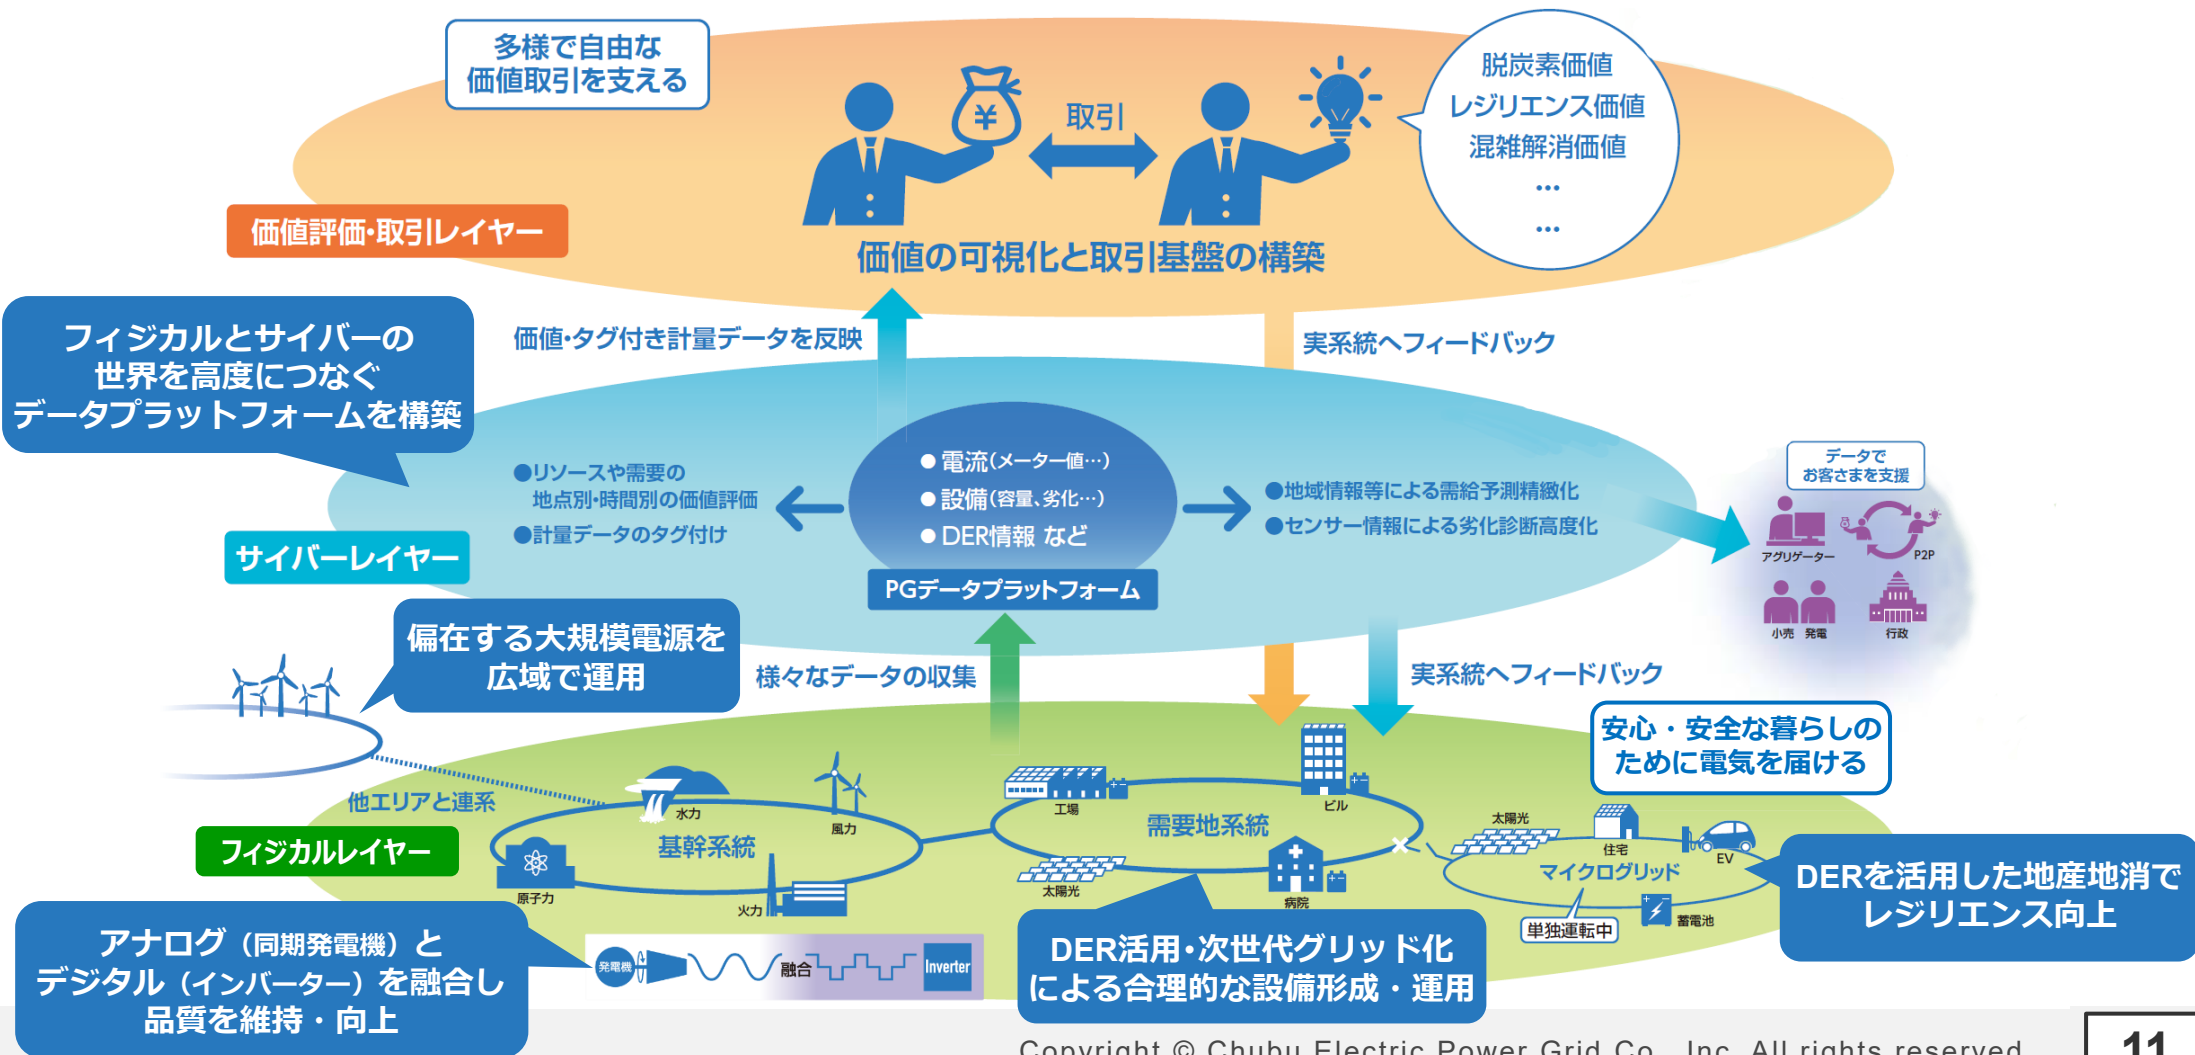 多様で自由な
価値取引を支える
¥
取引
脱炭素価値
レジリエンス価値
混雑解消価値
…
…
価値評価・取引レイヤー
価値の可視化と取引基盤の構築
フィジカルとサイバーの
世界を高度につなぐ
データプラットフォームを構築
価値・タグ付き計量データを反映
実系統へフィードバック
●リソースや需要の
地点別・時間別の価値評価
●計量データのタグ付け
●電流(メーター値…)
●設備(容量、劣化…)
●DER情報 など
PGデータプラットフォーム
●地域情報等による需給予測精緻化
●センサー情報による劣化診断高度化
データで
お客さまを支援
アグリゲーター
P2P
小売 発電
行政
サイバーレイヤー
偏在する大規模電源を
広域で運用
様々なデータの収集
実系統へフィードバック
安心・安全な暮らしの
ために電気を届ける
他エリアと連系
水力
風力
基幹系統
原子力
火力
工場
ビル
需要地系統
太陽光
病院
太陽光
住宅
EV
マイクログリッド
単独運転中
蓄電池
フィジカルレイヤー
DERを活用した地産地消で
レジリエンス向上
アナログ（同期発電機）と
デジタル（インバーター）を融合し
品質を維持・向上
発電機
融合
Inverter
DER活用・次世代グリッド化
による合理的な設備形成・運用
Copyright © Chubu Electric Power Grid Co., Inc. All rights reserved.
11